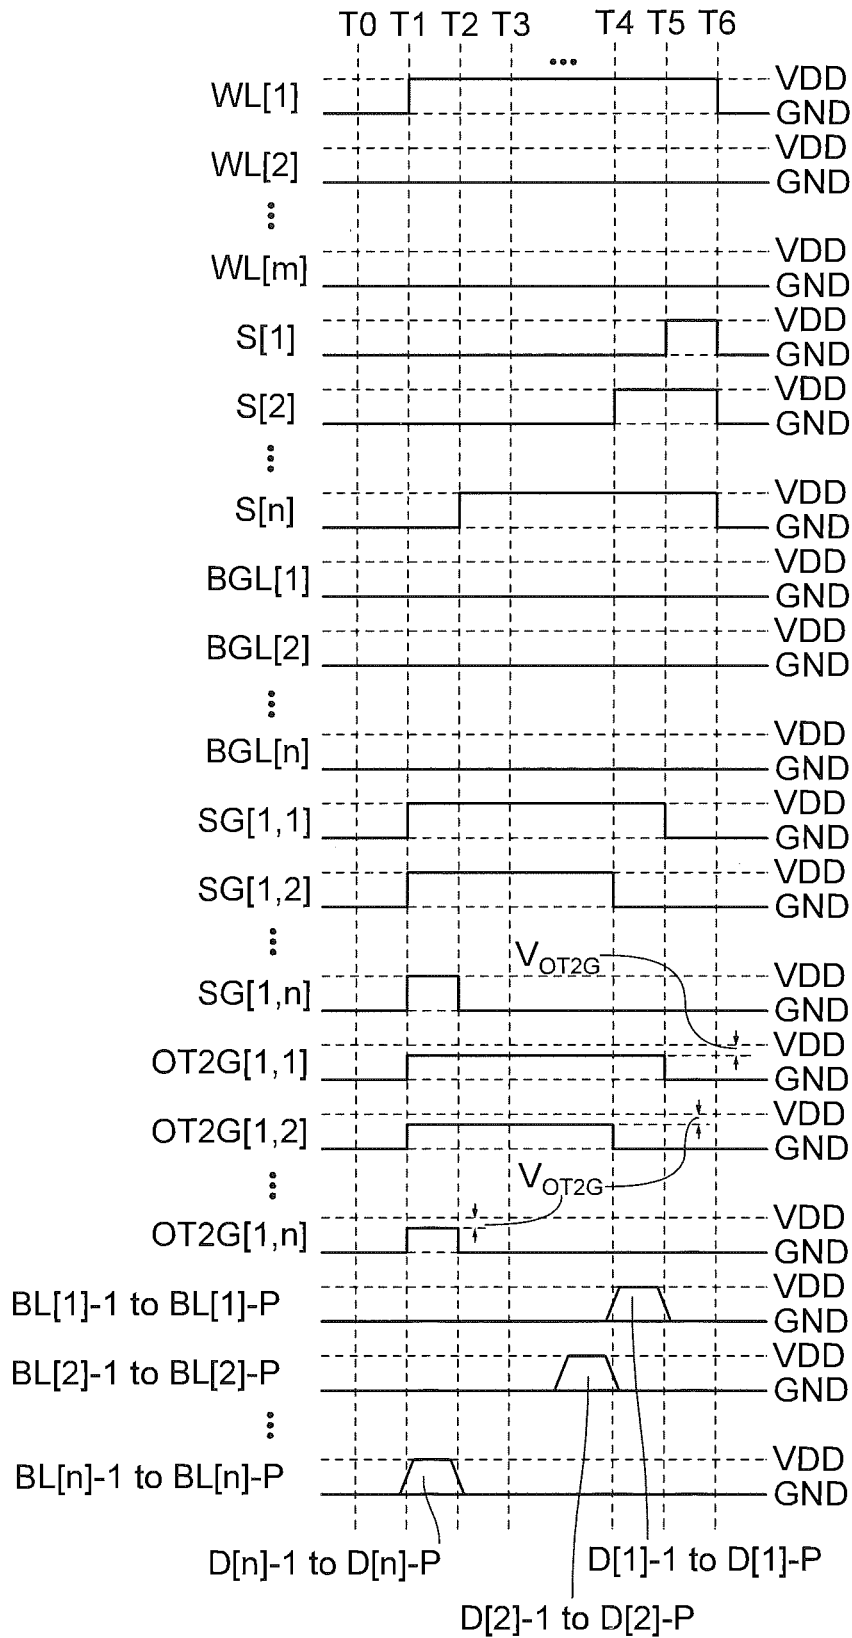 T0 T1 T2 T3 T4 T5 T6
•••
WL[1] VDD
GND
WL[2] VDD
GND
•••
WL[m] VDD
GND
S[1] VDD
GND
S[2] VDD
GND
•••
S[n] VDD
GND
BGL[1] VDD
GND
BGL[2] VDD
GND
•••
BGL[n] VDD
GND
SG[1,1] VDD
GND
SG[1,2] VDD
GND
•••
VOT2G
SG[1,n] VDD
GND
OT2G[1,1] VDD
GND
OT2G[1,2] VDD
GND
•••
VOT2G
OT2G[1,n] VDD
GND
BL[1]-1 to BL[1]-P VDD
GND
BL[2]-1 to BL[2]-P VDD
GND
•••
BL[n]-1 to BL[n]-P VDD
GND
D[n]-1 to D[n]-P D[1]-1 to D[1]-P
D[2]-1 to D[2]-P